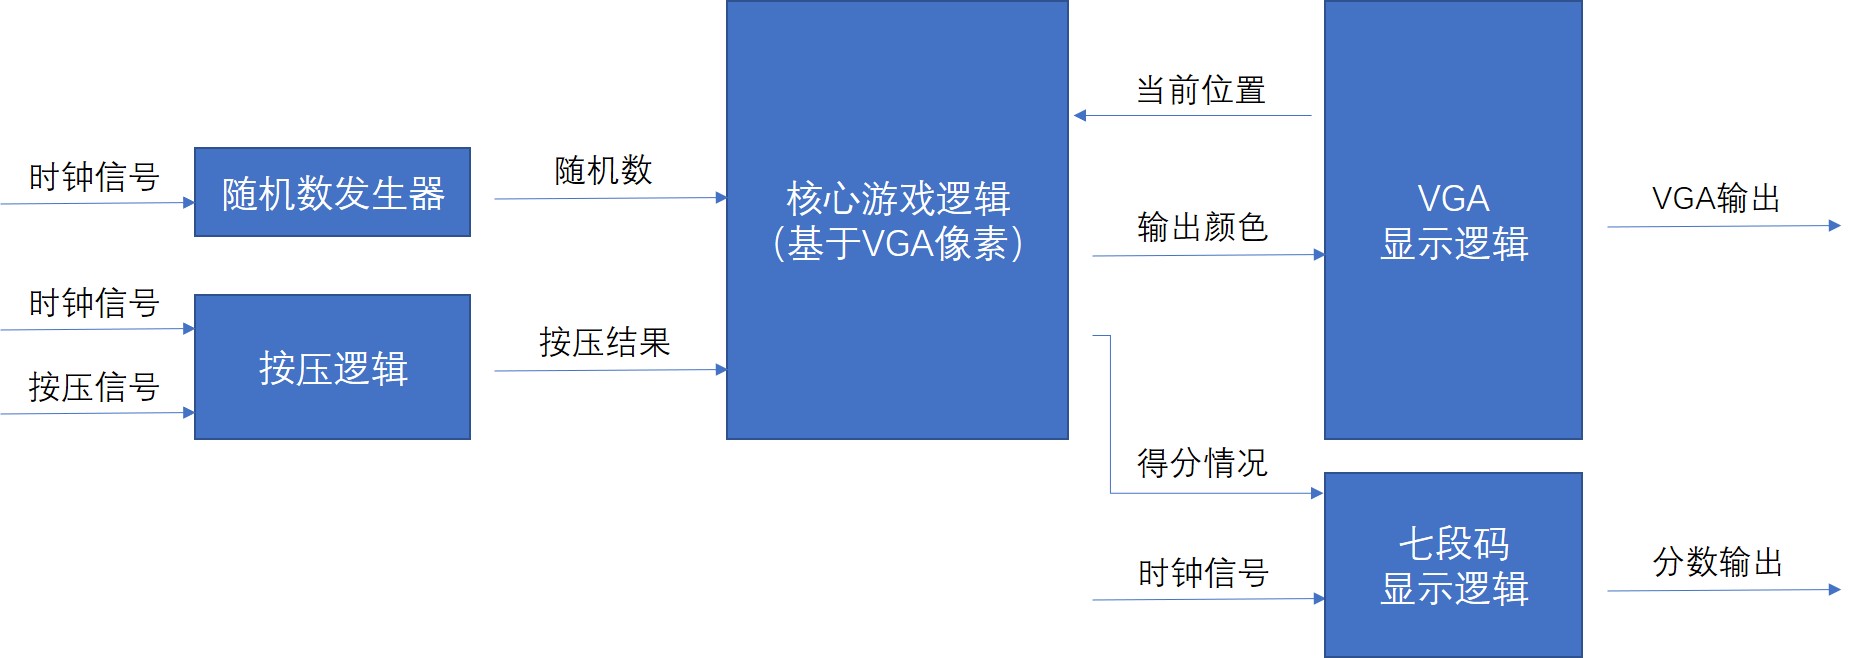 时钟信号
随机数发生器
随机数
时钟信号
按压信号
按压逻辑
按压结果
核心游戏逻辑
（基于VGA像素）
当前位置
输出颜色
VGA
显示逻辑
VGA输出
得分情况
时钟信号
七段码
显示逻辑
分数输出